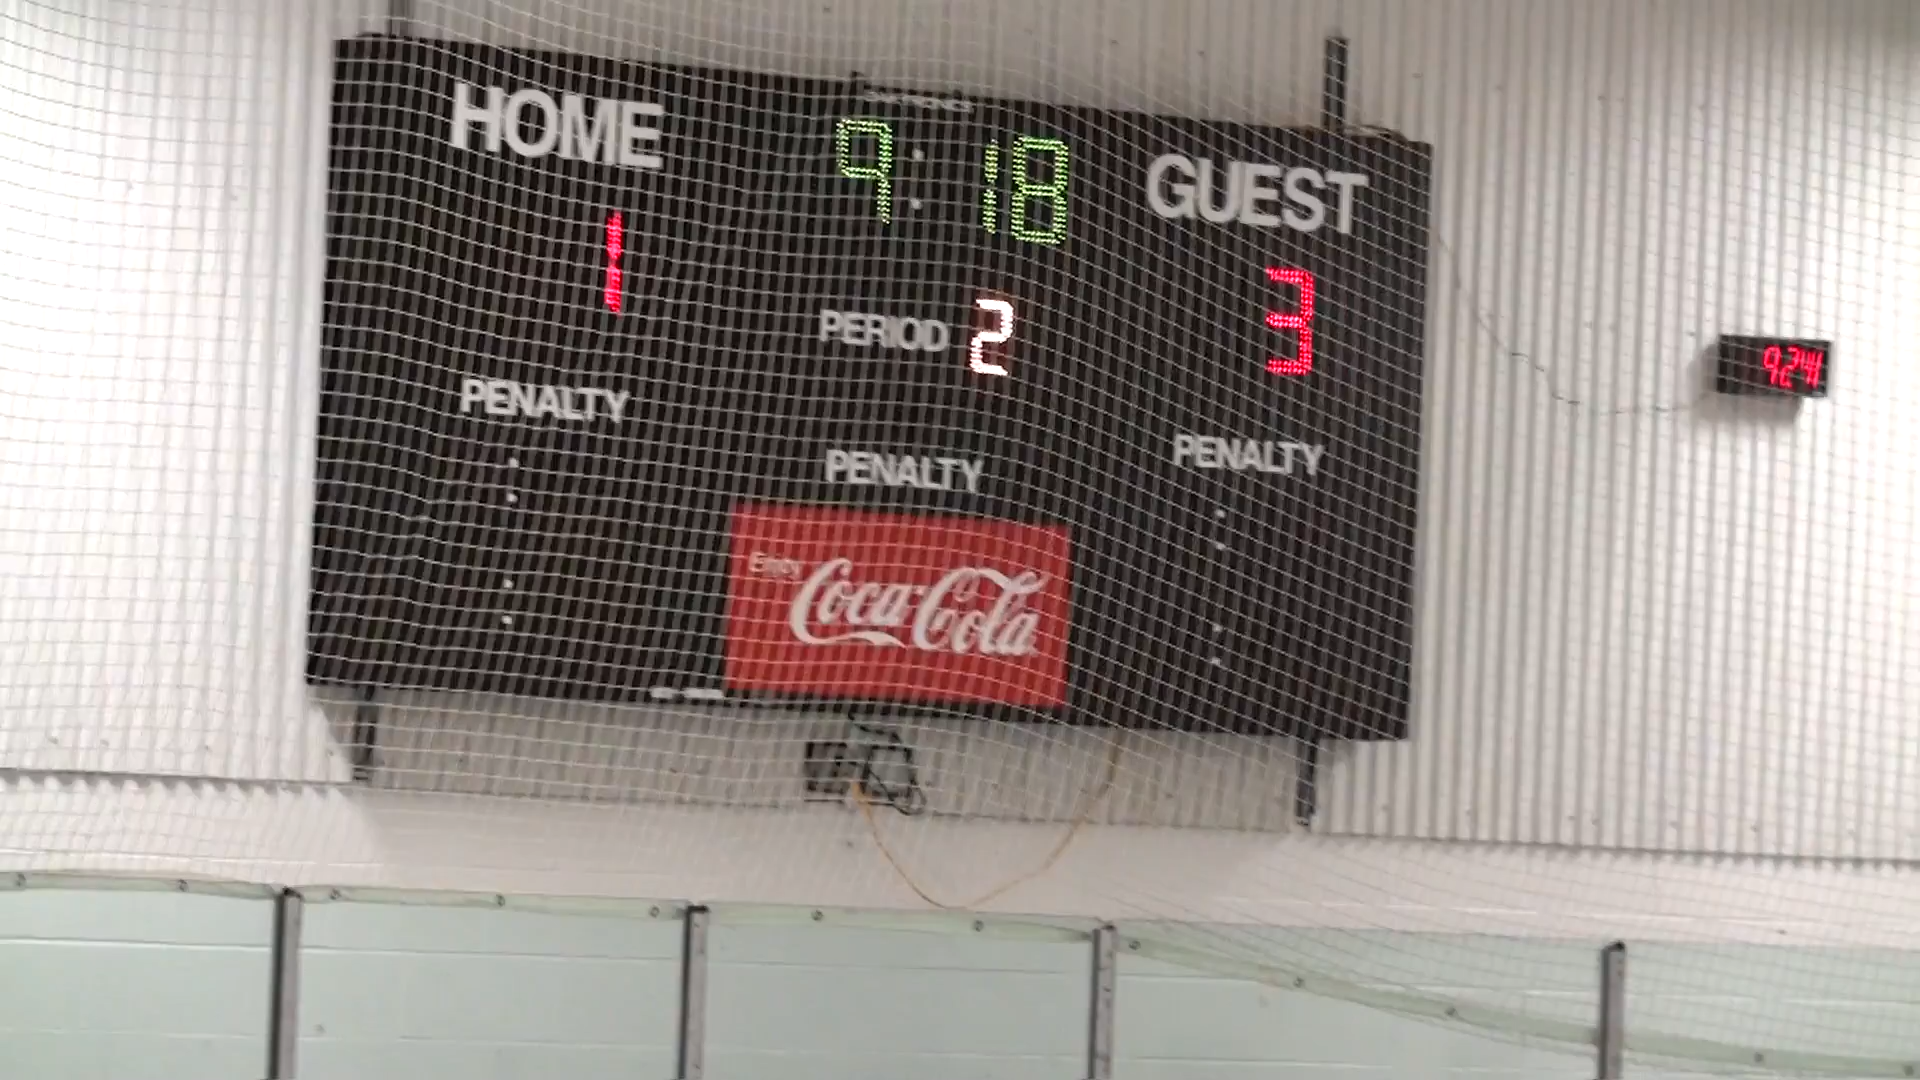 HOME
9:18
GUEST
1
PERIOD 2
3
PENALTY
PENALTY
PENALTY
Enjoy
Coca-Cola